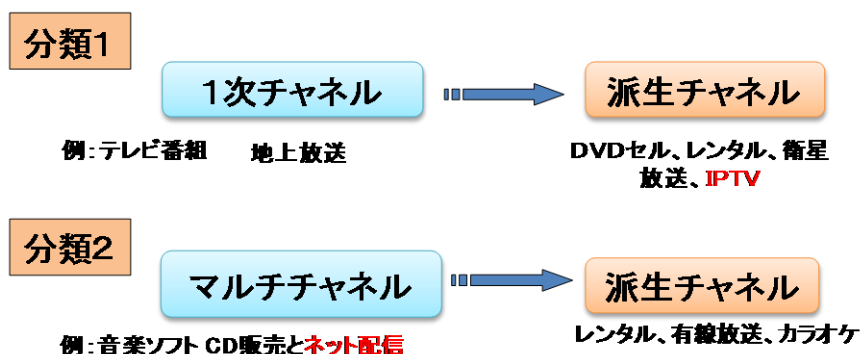 分類1
1次チャネル
派生チャネル
例:テレビ番組 地上放送
DVDセル、レンタル、衛星
放送、IPTV
分類2
マルチチャネル
派生チャネル
例:音楽ソフト CD販売とネット配信
レンタル、有線放送、カラオケ